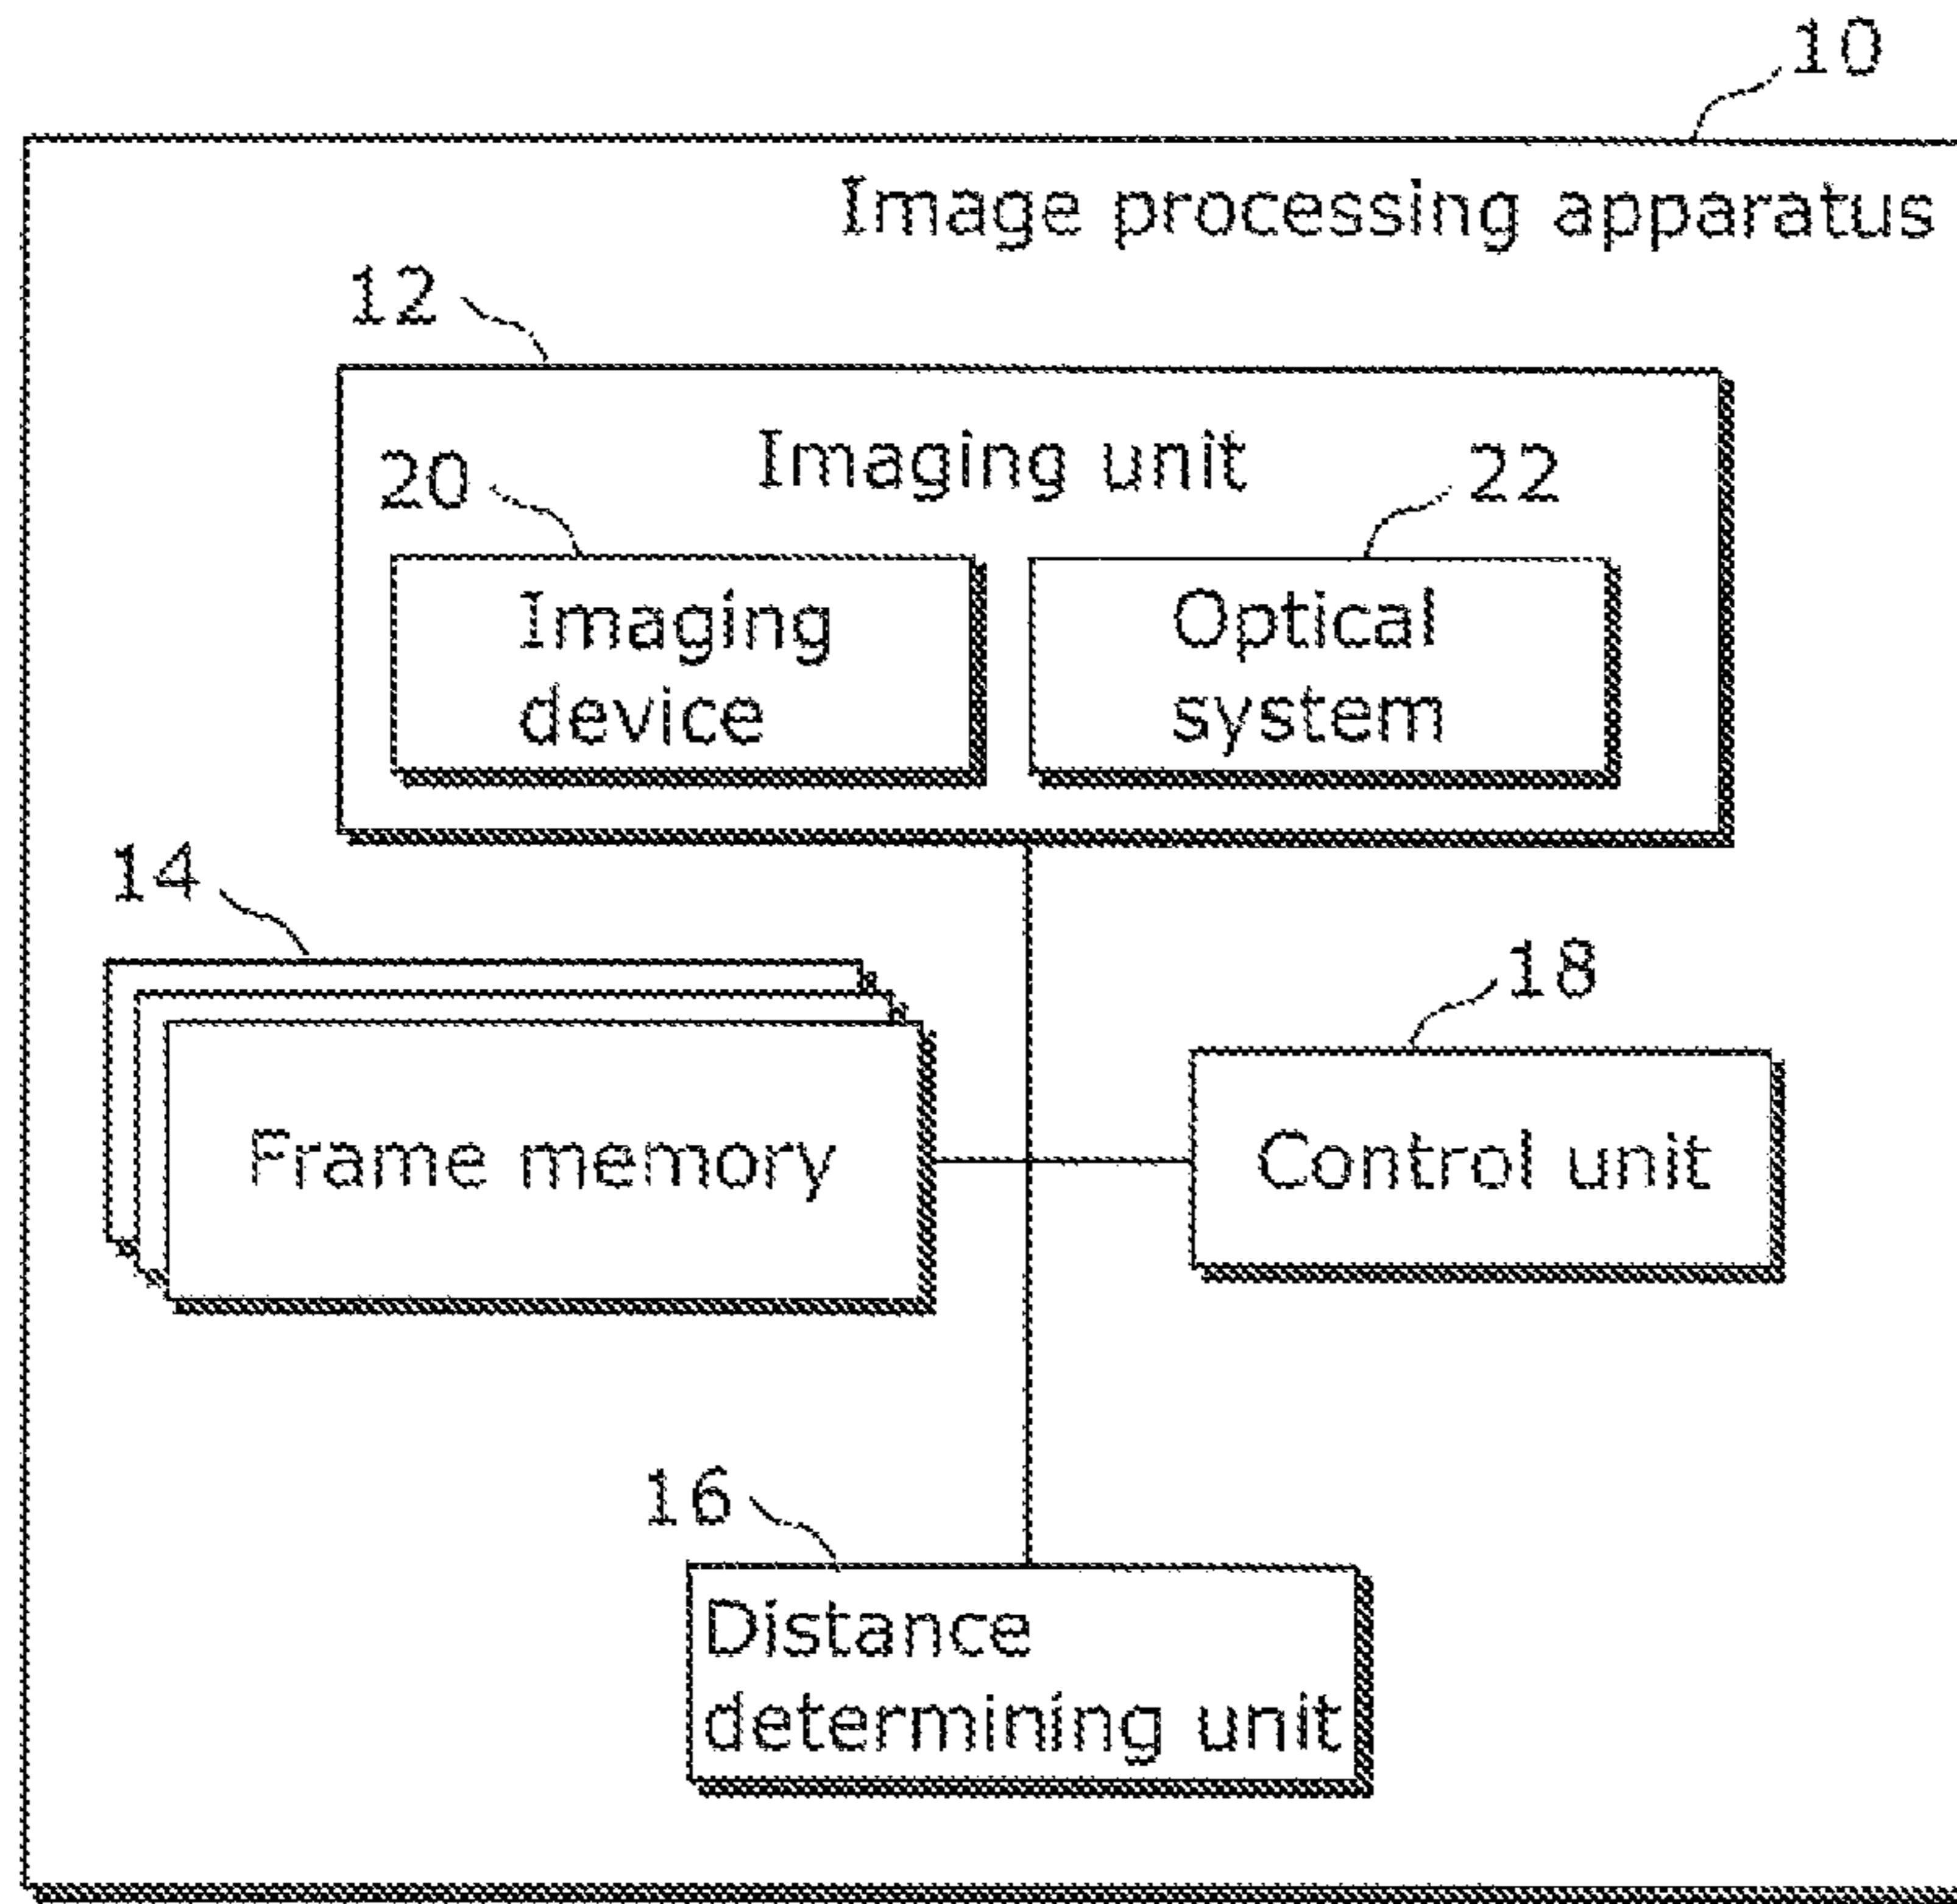 10
Image processing apparatus
12
Imaging unit
20
22
Imaging
device
Optical
system
14
18
Frame memory
Control unit
16
Distance
determining unit